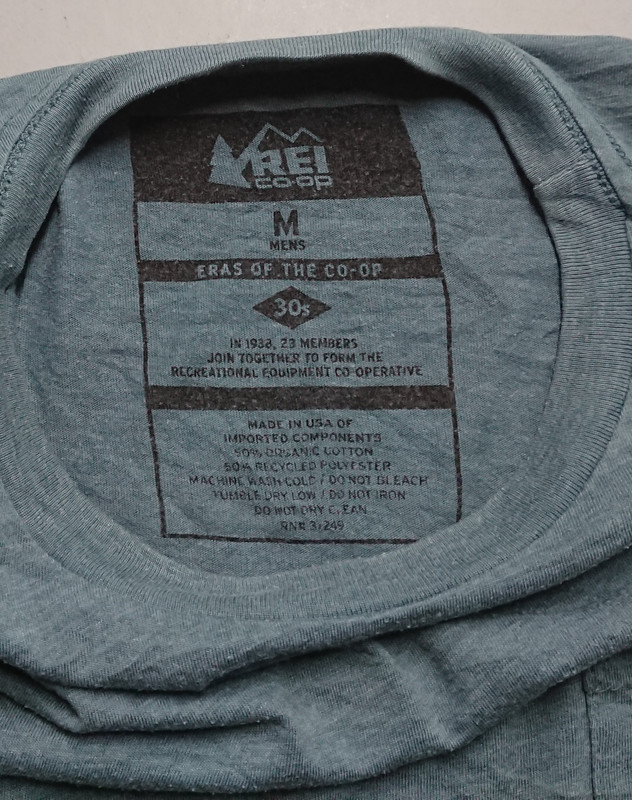 REI
CO·OP
M
MENS
ERAS OF THE CO-OP
30s
IN 1938, 23 MEMBERS
JOIN TOGETHER TO FORM THE
RECREATIONAL EQUIPMENT CO-OPERATIVE
MADE IN USA OF
IMPORTED COMPONENTS
50% ORGANIC COTTON
50% RECYCLED POLYESTER
MACHINE WASH COLD / DO NOT BLEACH
TUMBLE DRY LOW / DO NOT IRON
DO NOT DRY CLEAN
RN#